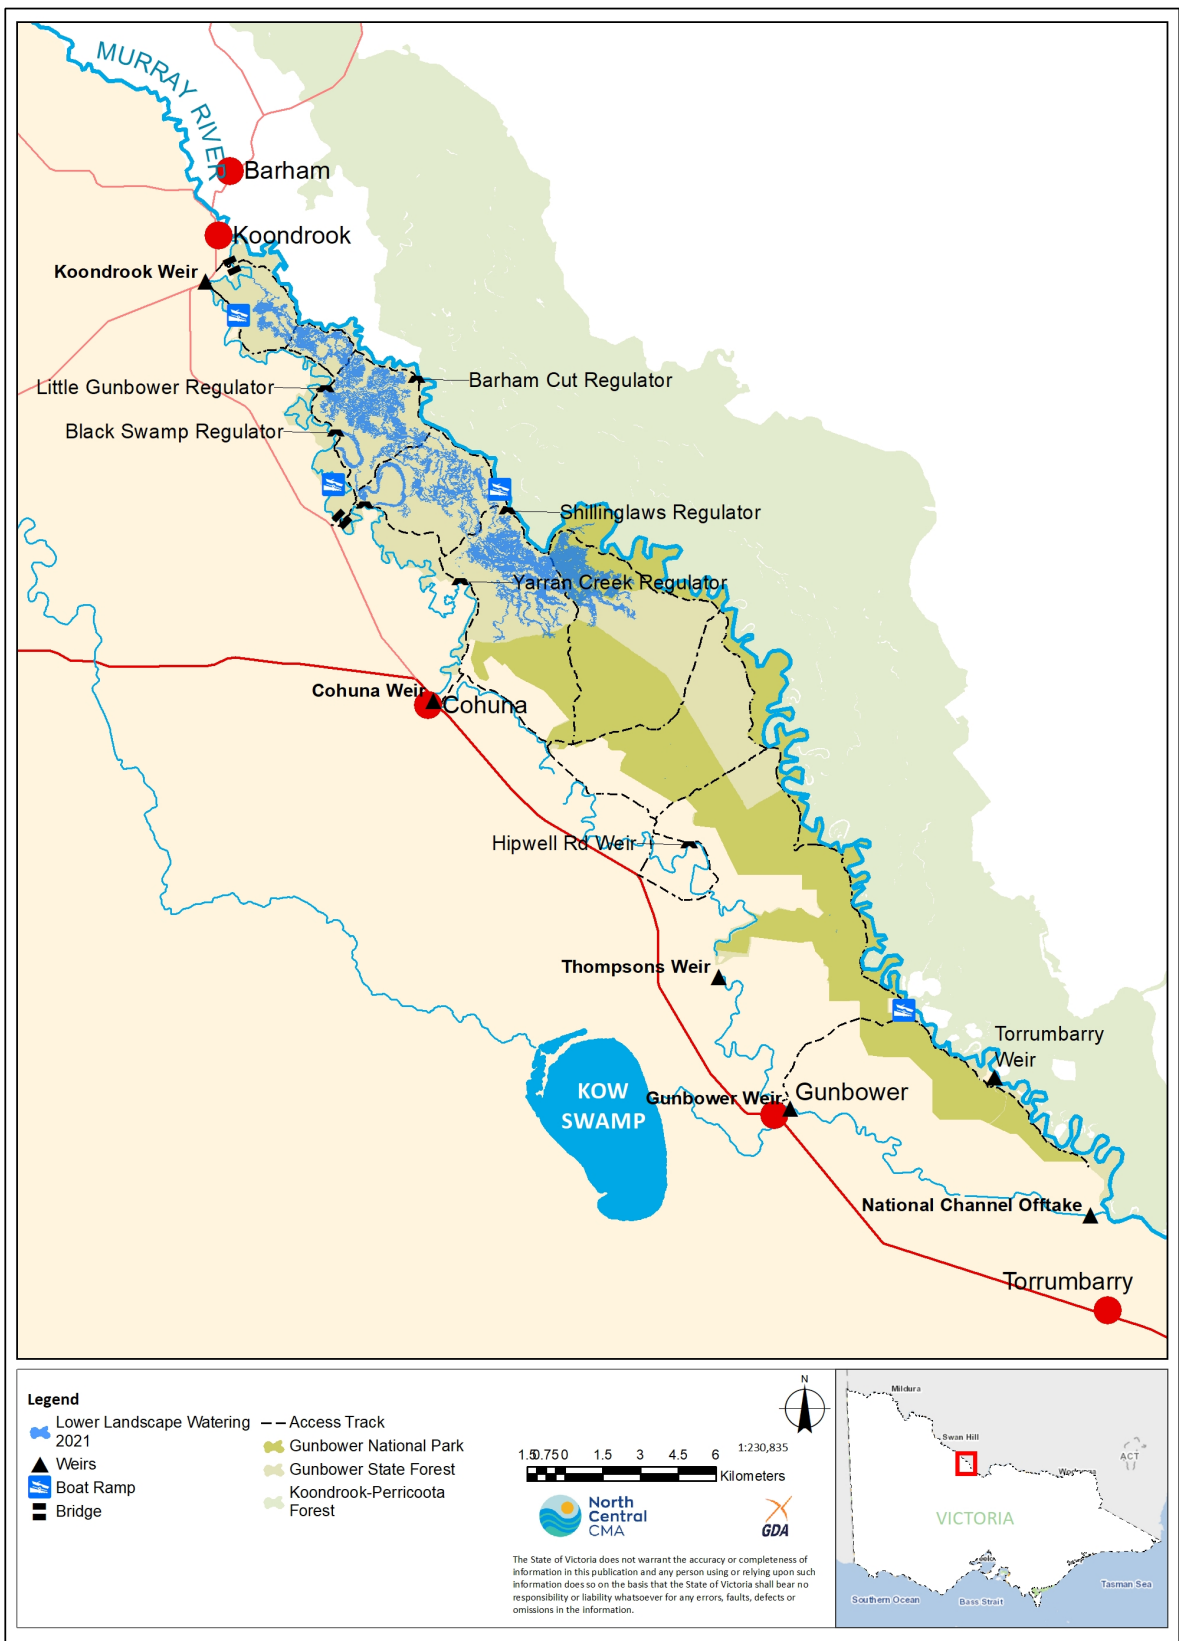 MURRAY RIVER
Barham
Koondrook
Koondrook Weir
Little Gunbower Regulator
Barham Cut Regulator
Black Swamp Regulator
Shillinglaws Regulator
Yarran Creek Regulator
Cohuna Weir
Cohuna
Hipwell Rd Weir
Thompsons Weir
Torrumbarry
Weir
KOW
SWAMP
Gunbower Weir
Gunbower
National Channel Offtake
Torrumbarry
Legend
Lower Landscape Watering
2021
Weirs
Boat Ramp
Bridge
Access Track
Gunbower National Park
Gunbower State Forest
Koondrook-Perricoota
Forest
N
1.5 0.75 0 1.5 3 4.5 6
1:230,835
Kilometers
North
Central
CMA
GDA
The State of Victoria does not warrant the accuracy or completeness of
information in this publication and any person using or relying upon such
information does so on the basis that the State of Victoria shall bear no
responsibility or liability whatsoever for any errors, faults, defects or
omissions in the information.
Mildura
Swan Hill
ACT
VICTORIA
Southern Ocean
Bass Strait
Tasman Sea